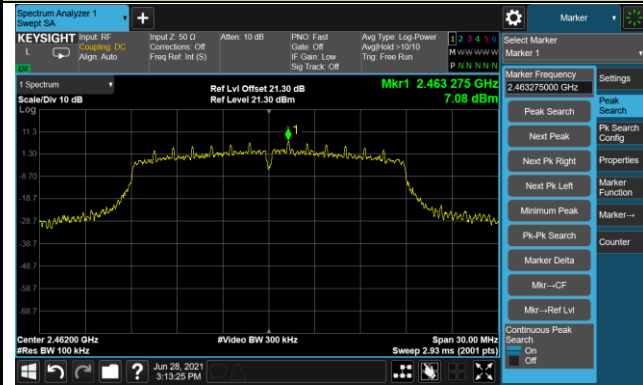 Spectrum Analyzer 1
Swept SA
+
Marker
KEYSIGHT
L
Input: RF
Coupling: DC
Align: Auto
Input Z: 50 Ω
Corrections: Off
Freq Ref: Int (S)
Atten: 10 dB
PNO: Fast
Gate: Off
IF Gain: Low
Sig Track: Off
Avg Type: Log-Power
Avg|Hold:>10/10
Trig: Free Run
1 2 3 4 5 6
M W W W W W
P N N N N N
Select Marker
Marker 1
1 Spectrum
Scale/Div 10 dB
Log
Ref Lvl Offset 21.30 dB
Ref Level 21.30 dBm
Mkr1 2.463 275 GHz
7.08 dBm
11.3
1.30
-8.70
-18.7
-28.7
-38.7
-48.7
-58.7
-68.7
1
Center 2.46200 GHz
#Res BW 100 kHz
#Video BW 300 kHz
Span 30.00 MHz
Sweep 2.93 ms (2001 pts)
Marker Frequency
2.463275000 GHz
Peak Search
Next Peak
Next Pk Right
Next Pk Left
Minimum Peak
Pk-Pk Search
Marker Delta
Mkr→CF
Mkr→Ref Lvl
Continuous Peak
Search
On
Off
Settings
Peak
Search
Pk Search
Config
Properties
Marker
Function
Marker→
Counter
?
Jun 28, 2021
3:13:25 PM